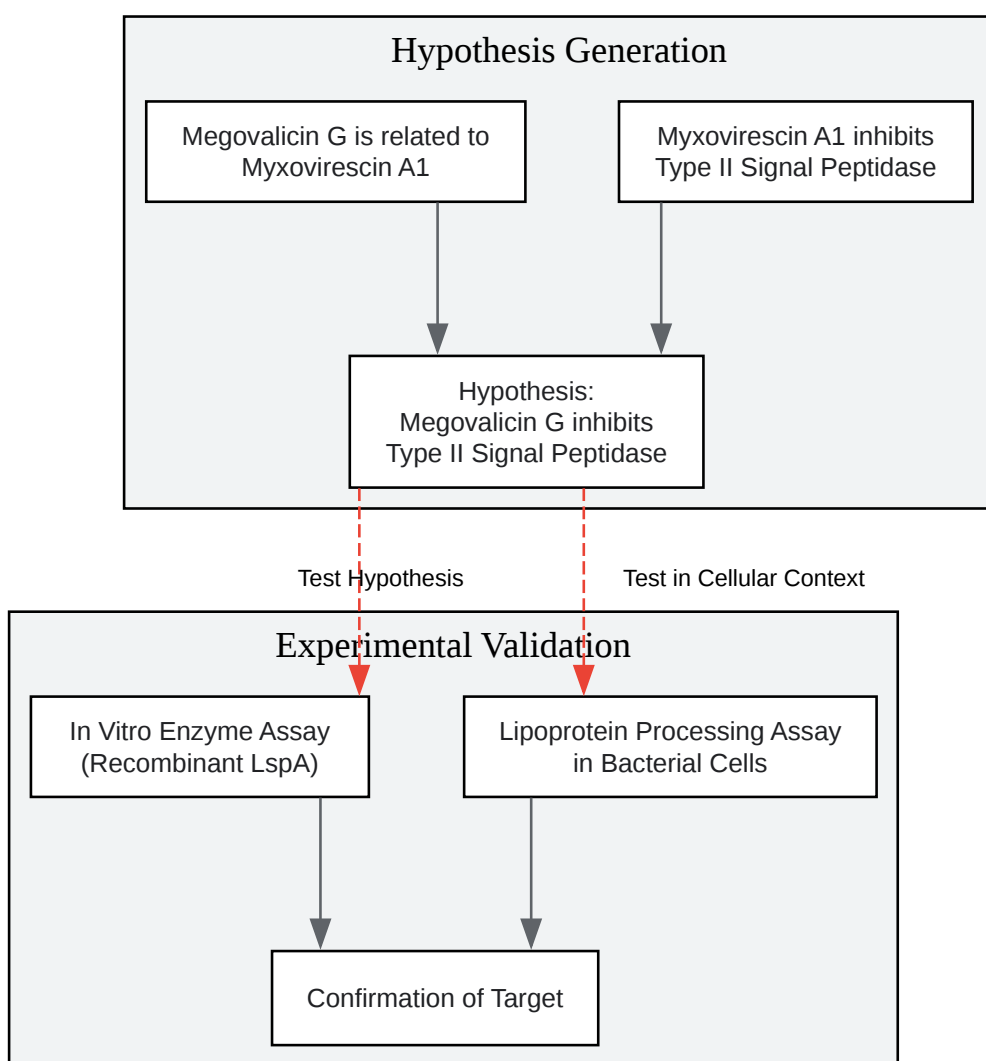 Hypothesis Generation
Megovalicin G is related to
Myxovirescin A1
Myxovirescin A1 inhibits
Type II Signal Peptidase
Hypothesis:
Megovalicin G inhibits
Type II Signal Peptidase
Test Hypothesis
Test in Cellular Context
Experimental Validation
In Vitro Enzyme Assay
(Recombinant LspA)
Lipoprotein Processing Assay
in Bacterial Cells
Confirmation of Target